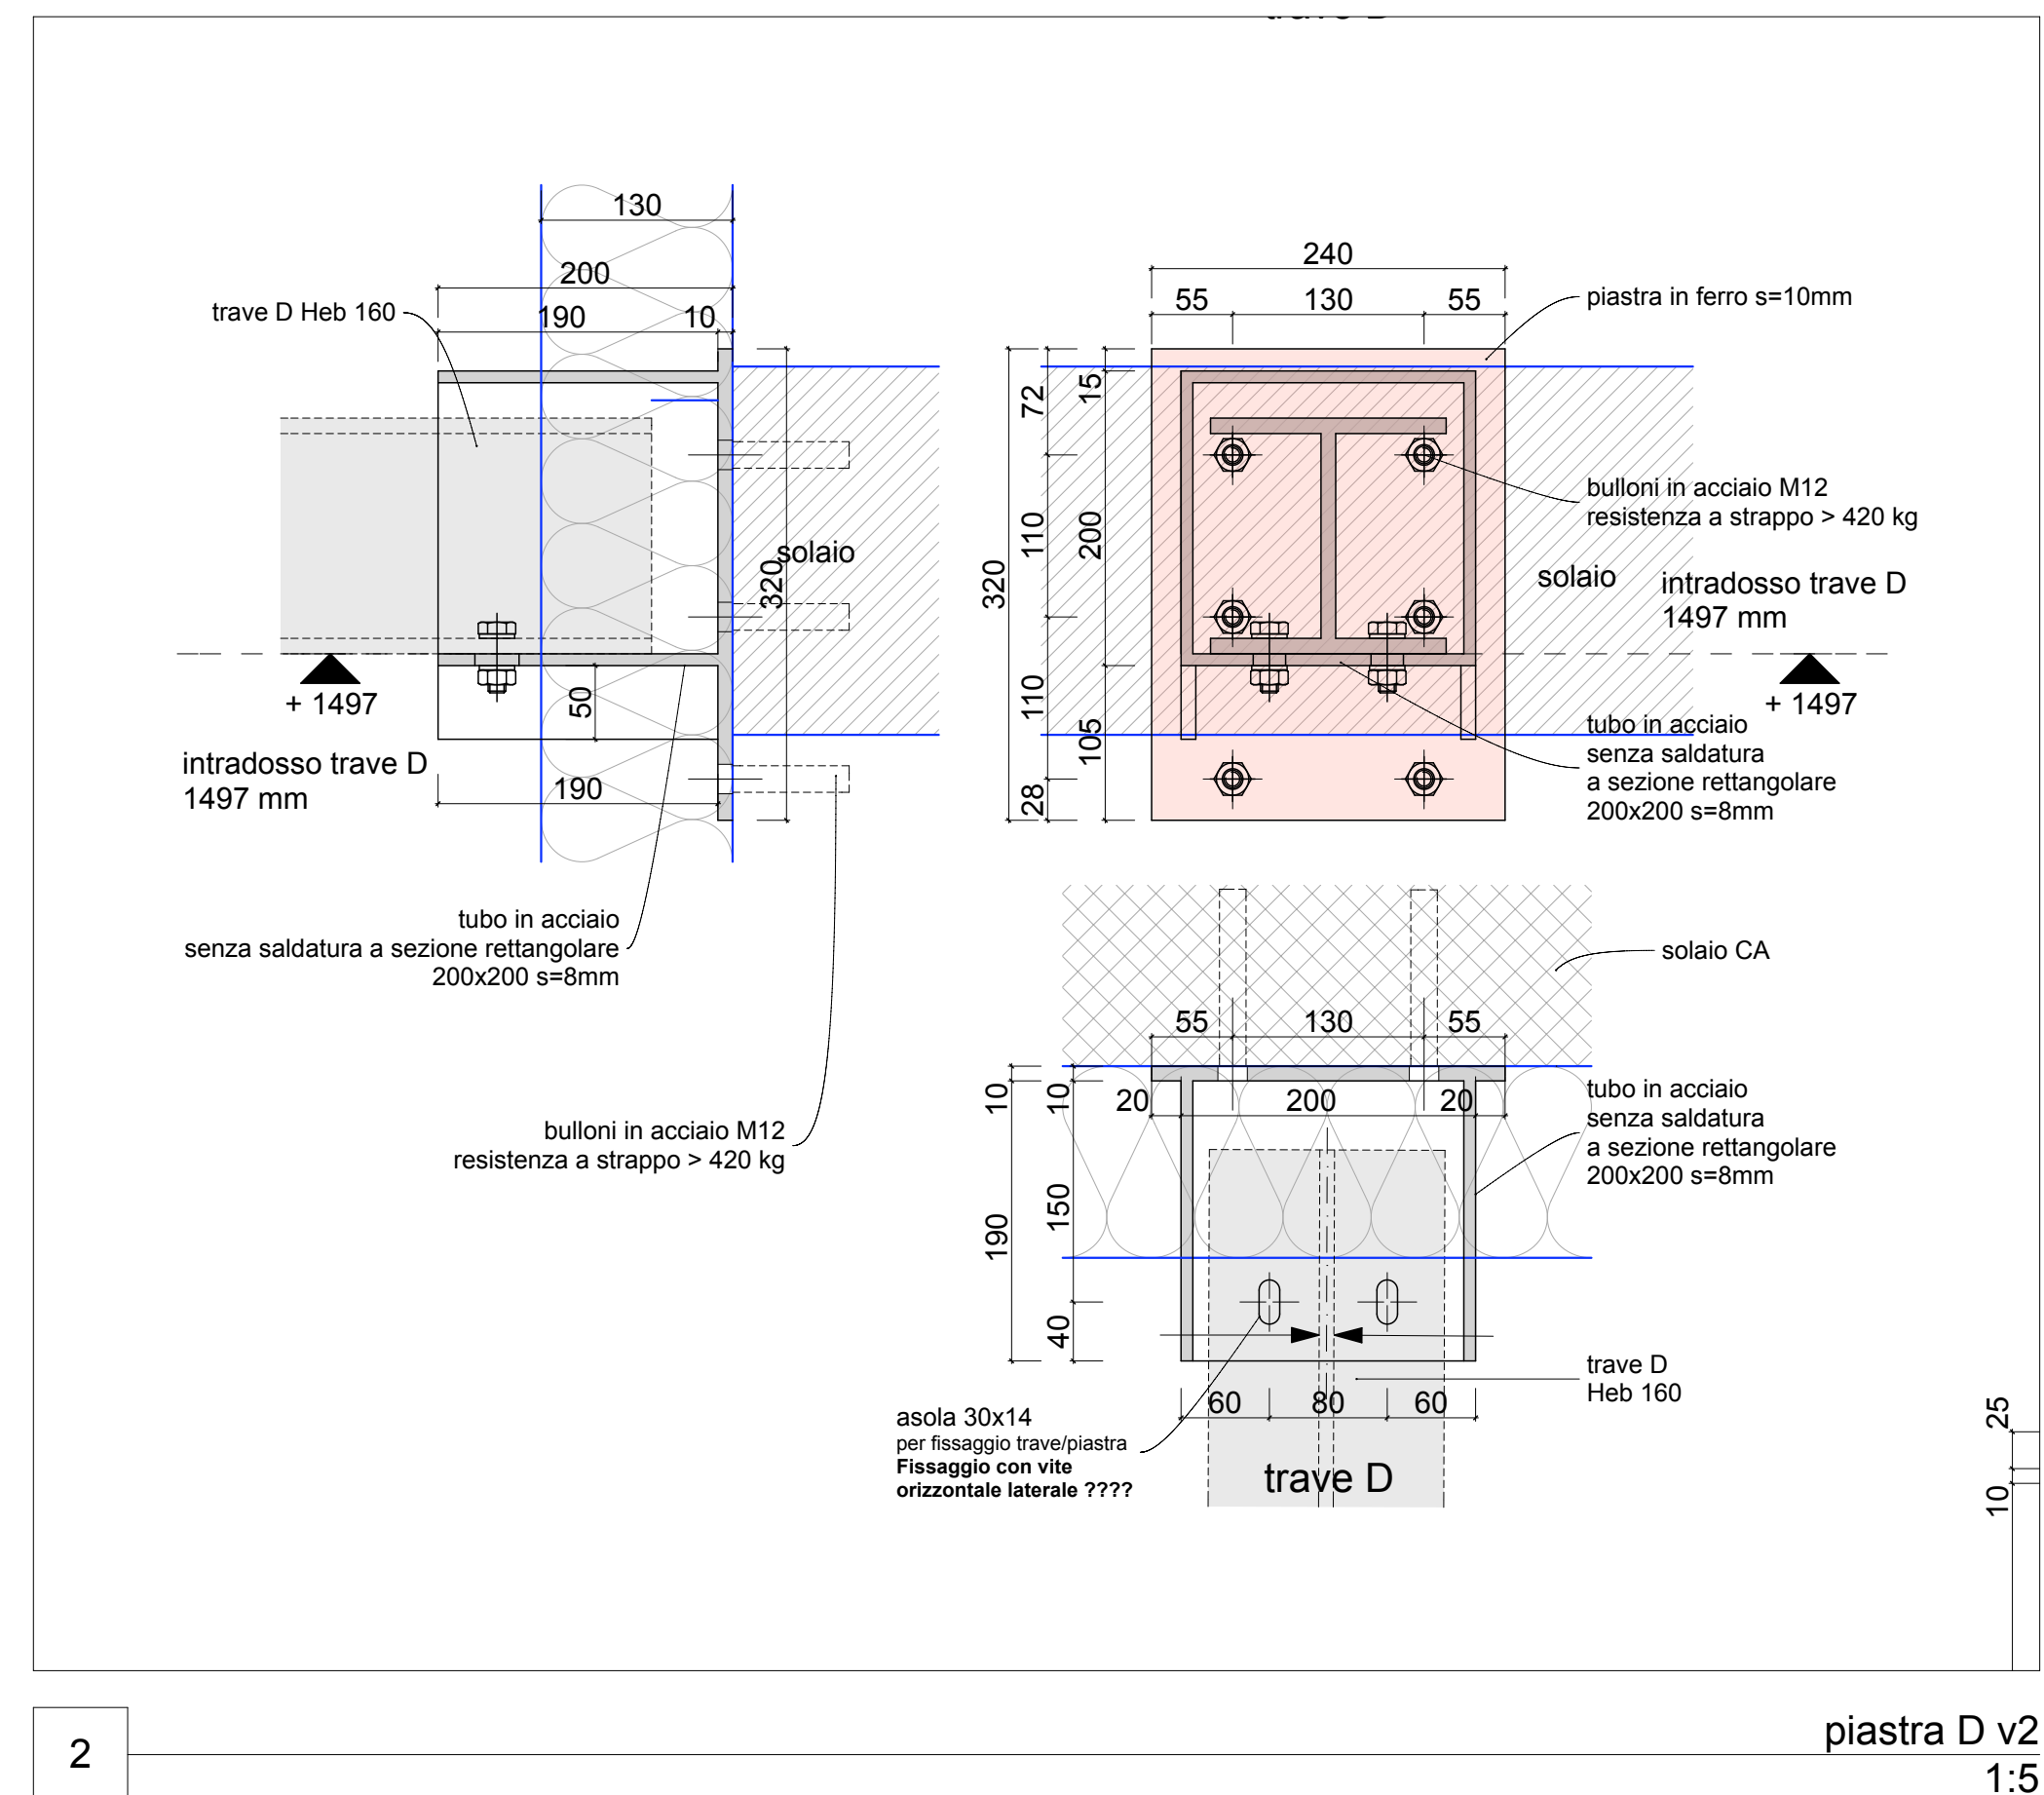 130
200
190
10
trave D Heb 160
320
solaio
50
+ 1497
intradosso trave D
1497 mm
190
tubo in acciaio
senza saldatura a sezione rettangolare
200x200 s=8mm
bulloni in acciaio M12
resistenza a strappo > 420 kg
240
55
130
55
piastra in ferro s=10mm
72
15
110
200
320
110
105
28
bulloni in acciaio M12
resistenza a strappo > 420 kg
solaio
intradosso trave D
1497 mm
+ 1497
tubo in acciaio
senza saldatura
a sezione rettangolare
200x200 s=8mm
solaio CA
55
130
55
10
10
20
200
20
tubo in acciaio
senza saldatura
a sezione rettangolare
200x200 s=8mm
190
150
40
trave D
Heb 160
60
80
60
asola 30x14
per fissaggio trave/piastra
Fissaggio con vite
orizzontale laterale ????
trave D
25
10
2
piastra D v2
1:5